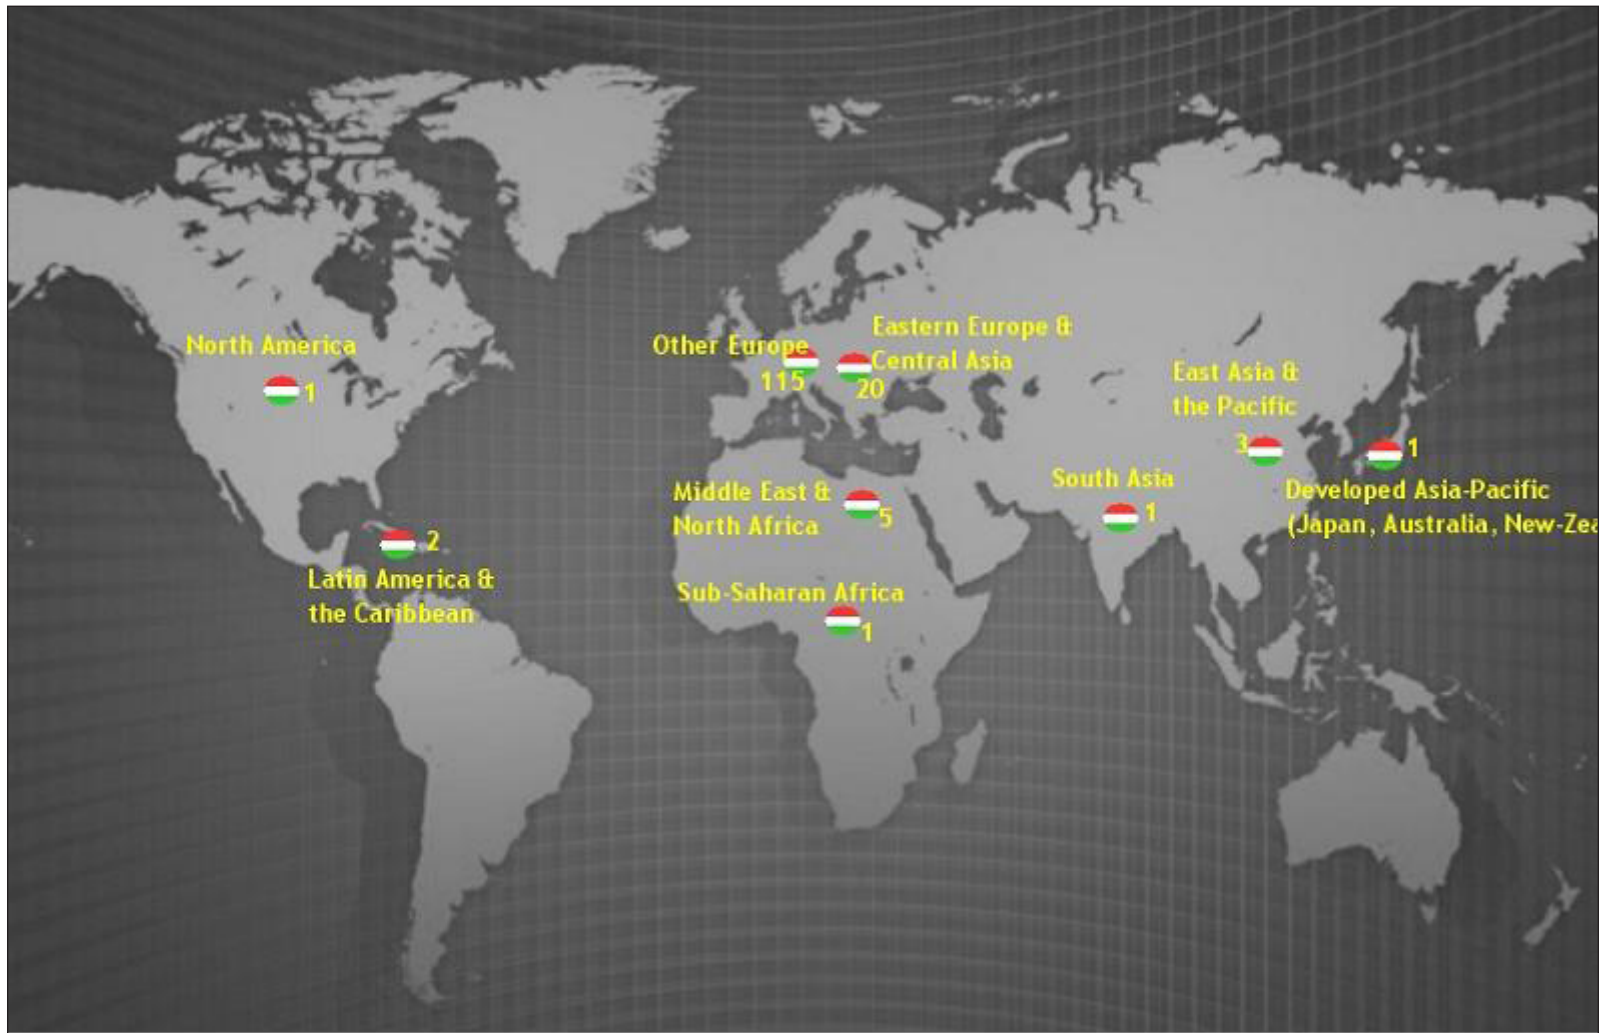 North America
1
Other Europe
115
Eastern Europe &
Central Asia
20
East Asia &
the Pacific
3
1
Developed Asia-Pacific
(Japan, Australia, New-Zea
South Asia
1
Middle East &
North Africa
5
2
Latin America &
the Caribbean
Sub-Saharan Africa
1